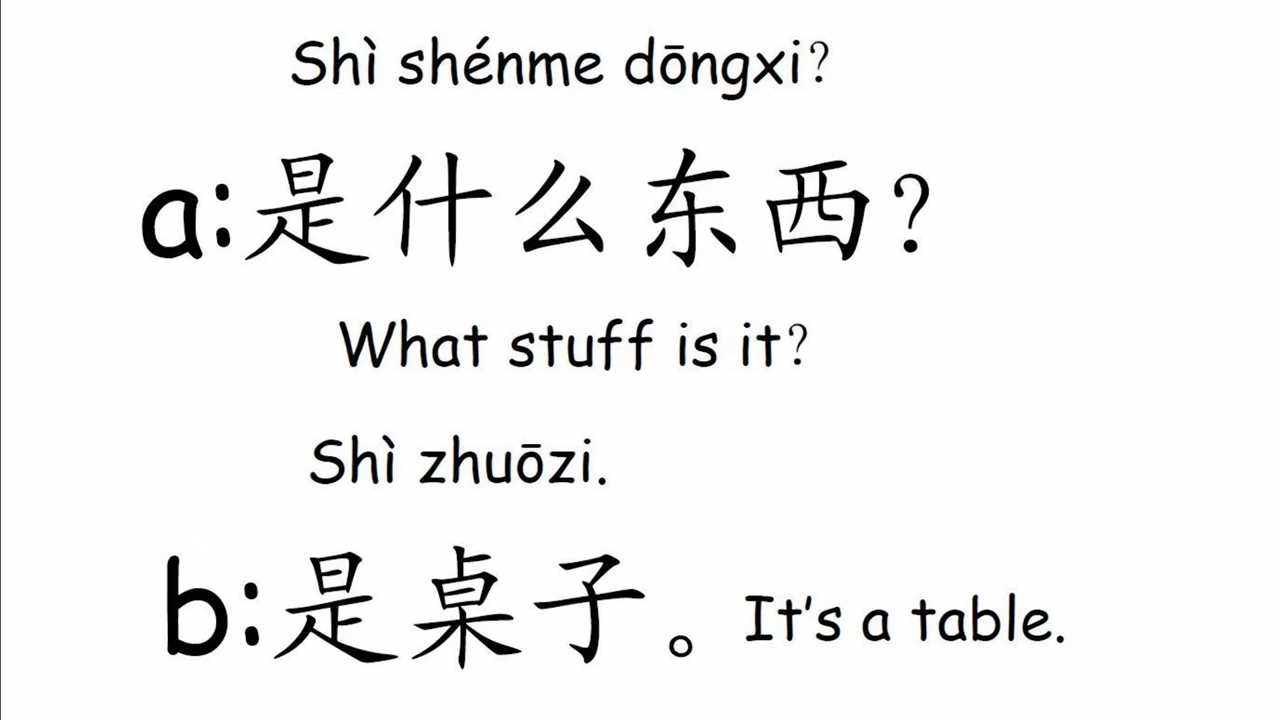 Shì shénme dōngxi?
a:是什么东西?
What stuff is it?
Shì zhuōzi.
b:是桌子。It's a table.